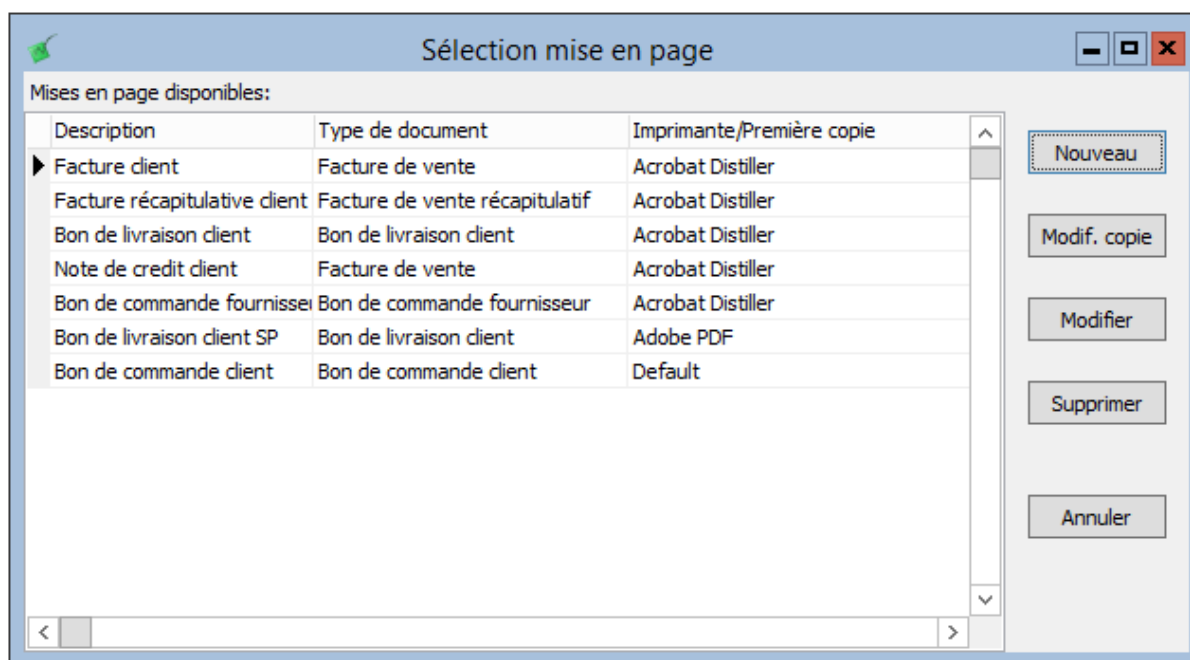 Sélection mise en page
Mises en page disponibles:
Description Type de document Imprimante/Première copie
Facture client Facture de vente Acrobat Distiller
Facture récapitulative client Facture de vente récapitulatif Acrobat Distiller
Bon de livraison client Bon de livraison client Acrobat Distiller
Note de credit client Facture de vente Acrobat Distiller
Bon de commande fournisseu Bon de commande fournisseur Acrobat Distiller
Bon de livraison client SP Bon de livraison client Adobe PDF
Bon de commande client Bon de commande client Default
Nouveau
Modif. copie
Modifier
Supprimer
Annuler